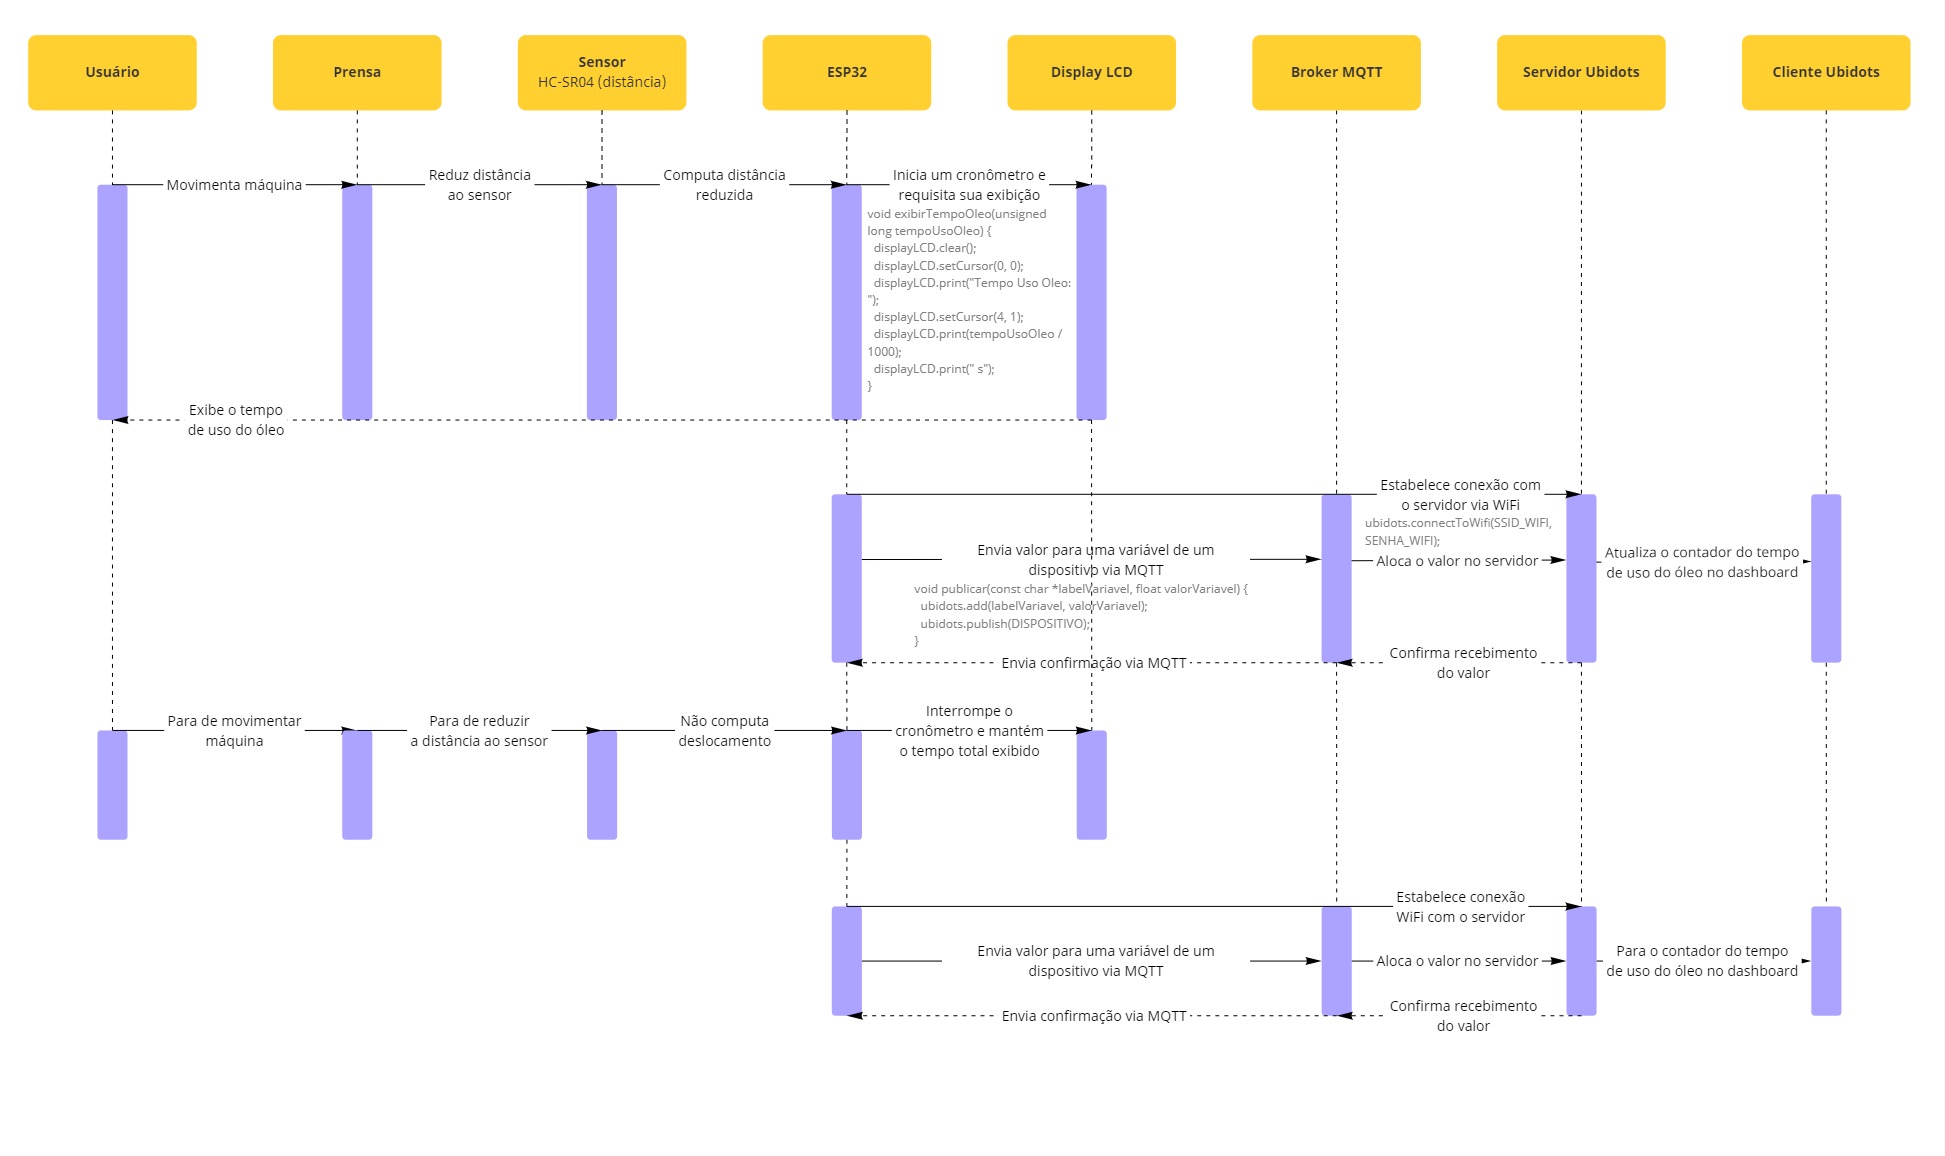 Usuário
Prensa
Sensor
HC-SR04 (distância)
ESP32
Display LCD
Broker MQTT
Servidor Ubidots
Cliente Ubidots
Movimenta máquina
Reduz distância
ao sensor
Computa distância
reduzida
Inicia um cronômetro e
requisita sua exibição
void exibirTempoOleo(unsigned
long tempoUsoOleo) {
displayLCD.clear();
displayLCD.setCursor(0, 0);
displayLCD.print("Tempo Uso Oleo:
");
displayLCD.setCursor(4, 1);
displayLCD.print(tempoUsoOleo /
1000);
displayLCD.print(" s");
}
Exibe o tempo
de uso do óleo
Estabelece conexão com
o servidor via WiFi
ubidots.connectToWifi(SSID_WIFI,
SENHA_WIFI);
Envia valor para uma variável de um
dispositivo via MQTT
void publicar(const char *labelVariavel, float valorVariavel) {
ubidots.add(labelVariavel, valorVariavel);
ubidots.publish(DISPOSITIVO);
}
Aloca o valor no servidor
Atualiza o contador do tempo
de uso do óleo no dashboard
Envia confirmação via MQTT
Confirma recebimento
do valor
Para de movimentar
máquina
Para de reduzir
a distância ao sensor
Não computa
deslocamento
Interrompe o
cronômetro e mantém
o tempo total exibido
Estabelece conexão
WiFi com o servidor
Envia valor para uma variável de um
dispositivo via MQTT
Aloca o valor no servidor
Para o contador do tempo
de uso do óleo no dashboard
Envia confirmação via MQTT
Confirma recebimento
do valor